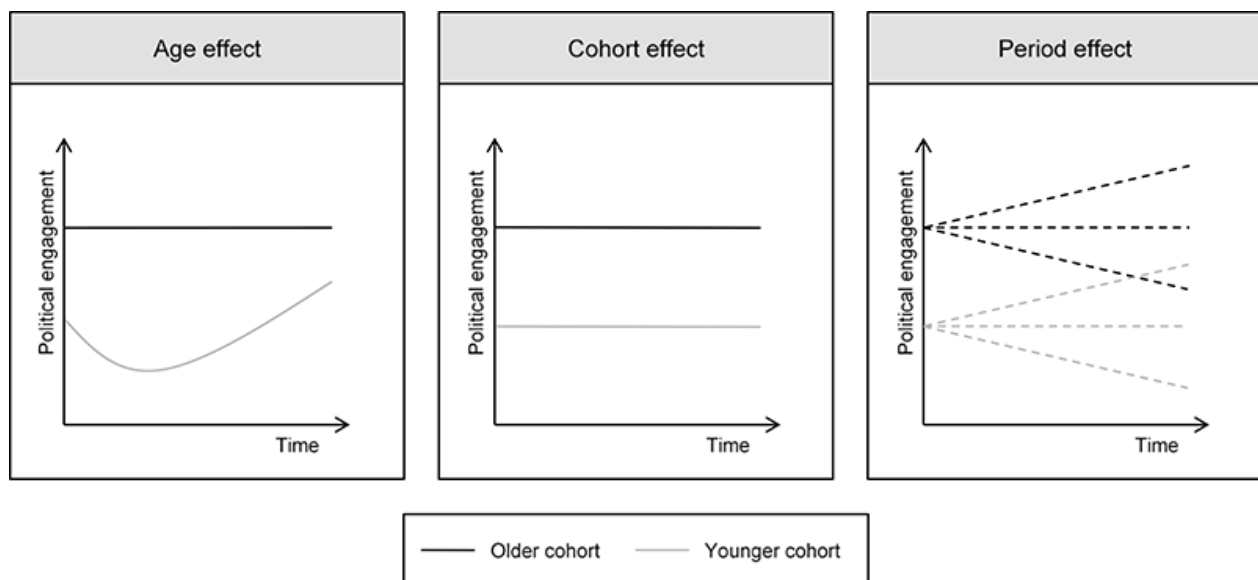 Age effect
Cohort effect
Period effect
Political engagement
Time
Political engagement
Time
Political engagement
Time
Older cohort
Younger cohort